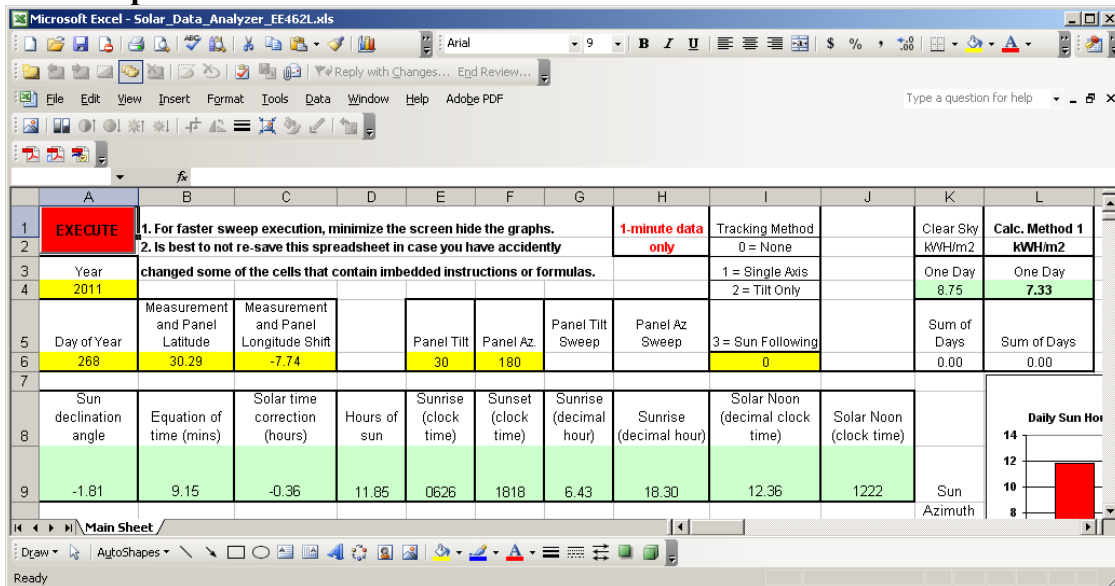 Microsoft Excel - Solar_Data_Analyzer_EE462L.xls
Arial 9 B I U $ % ,
Reply with Changes... End Review...
File Edit View Insert Format Tools Data Window Help Adobe PDF Type a question for help
fx
A B C D E F G H I J K L
1 EXECUTE 1. For faster sweep execution, minimize the screen hide the graphs. 1-minute data Tracking Method Clear Sky Calc. Method 1
2 2. Is best to not re-save this spreadsheet in case you have accidently only 0 = None kWH/m2 kWH/m2
3 Year changed some of the cells that contain imbedded instructions or formulas. 1 = Single Axis One Day One Day
4 2011 2 = Tilt Only 8.75 7.33
Measurement Measurement
and Panel and Panel Panel Tilt Panel Az Sum of
5 Day of Year Latitude Longitude Shift Panel Tilt Panel Az. Sweep Sweep 3 = Sun Following Days Sum of Days
6 268 30.29 -7.74 30 180 0 0.00 0.00
7
Sun Solar time Sunrise Sunset Sunrise Solar Noon
declination Equation of correction Hours of (clock (clock (decimal Sunrise (decimal clock Solar Noon Daily Sun Hou
8 angle time (mins) (hours) sun time) time) hour) (decimal hour) time) (clock time) 14
12
9 -1.81 9.15 -0.36 11.85 0626 1818 6.43 18.30 12.36 1222 Sun 10
Azimuth 8
Main Sheet
Draw AutoShapes
Ready